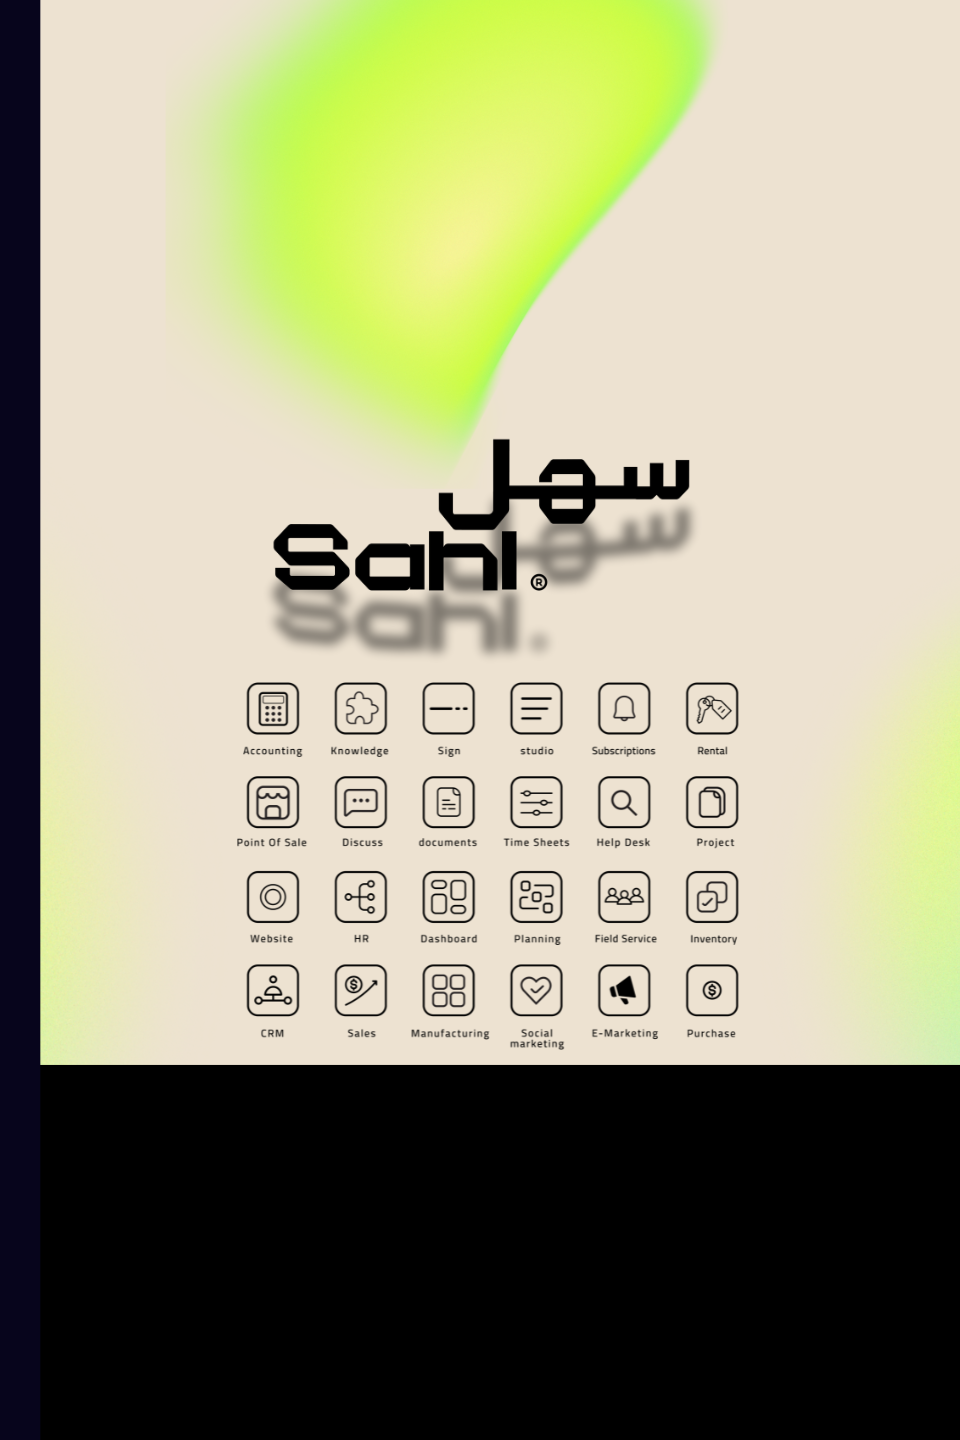 سهل
Sahl®
Accounting Knowledge Sign studio Subscriptions Rental
Point Of Sale Discuss documents Time Sheets Help Desk Project
Website HR Dashboard Planning Field Service Inventory
CRM Sales Manufacturing Social marketing E-Marketing Purchase